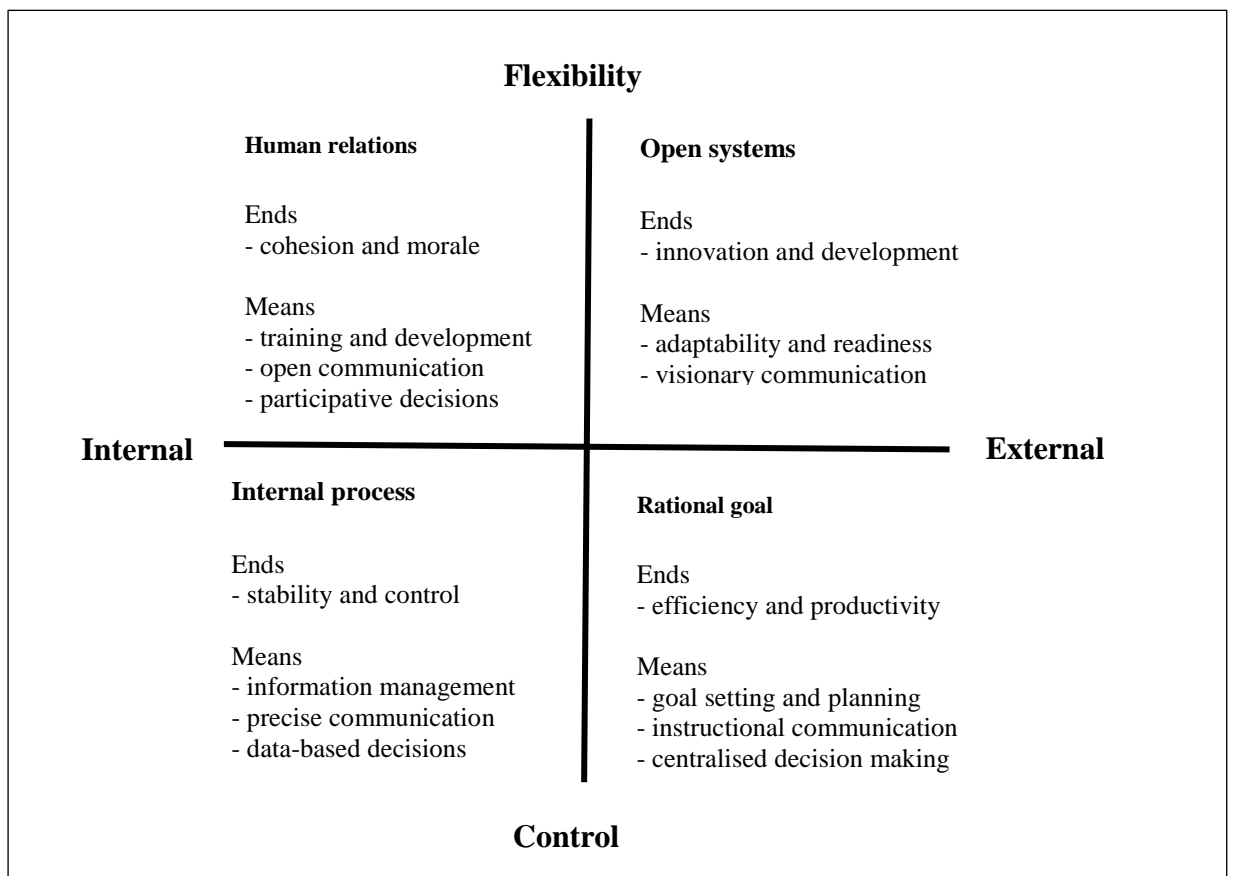 Flexibility
Human relations
Ends
- cohesion and morale
Means
- training and development
- open communication
- participative decisions
Open systems
Ends
- innovation and development
Means
- adaptability and readiness
- visionary communication
Internal
External
Internal process
Ends
- stability and control
Means
- information management
- precise communication
- data-based decisions
Rational goal
Ends
- efficiency and productivity
Means
- goal setting and planning
- instructional communication
- centralised decision making
Control